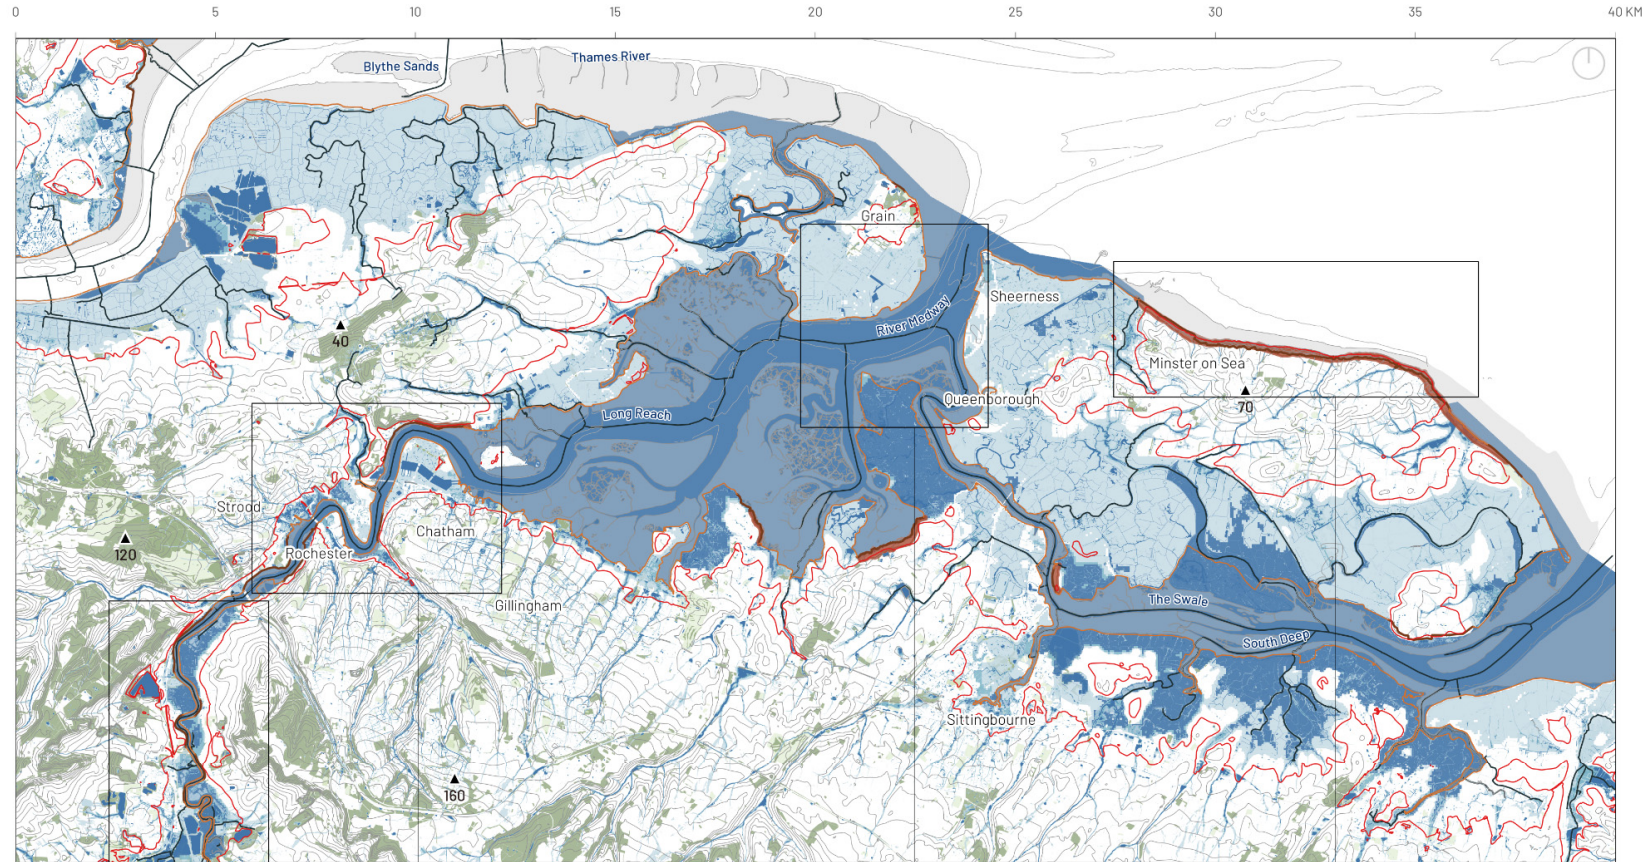 0 5 10 15 20 25 30 35 40 KM
Thames River
Blythe Sands
Grain
Sheerness
River Medway
40
Minster on Sea
70
Queenborough
Long Reach
Strood
Chatham
120
Rochester
The Swale
Gillingham
South Deep
Sittingbourne
160